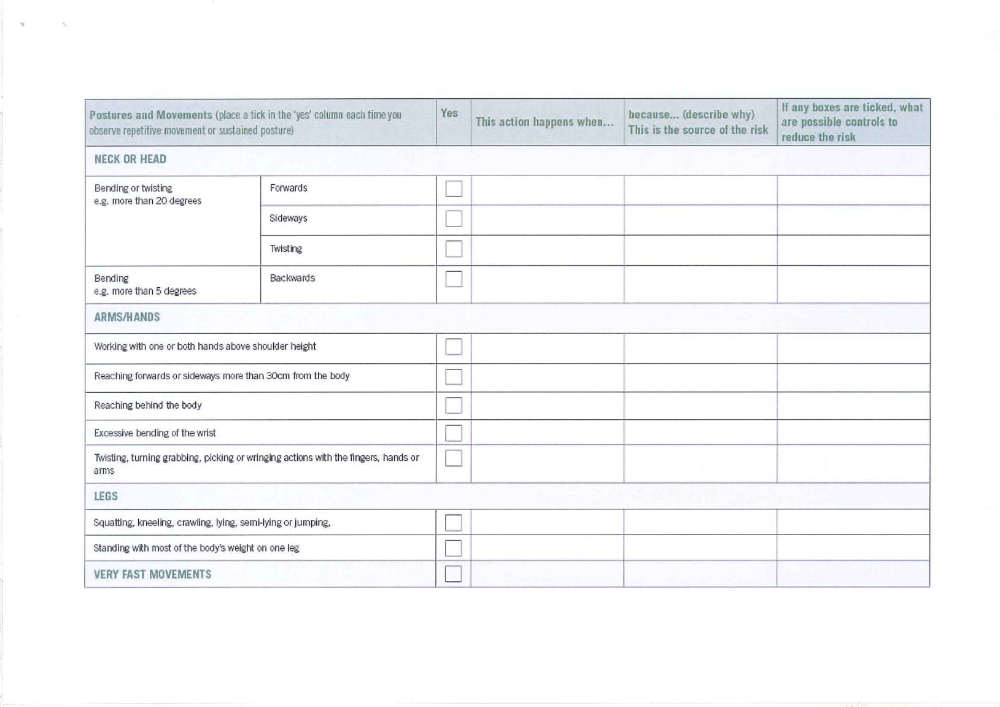 Postures and Movements (place a tick in the 'yes' column each time you
observe repetitive movement or sustained posture)
Yes
This action happens when...
because... (describe why)
This is the source of the risk
If any boxes are ticked, what
are possible controls to
reduce the risk
NECK OR HEAD
Bending or twisting
e.g. more than 20 degrees
Forwards
Sideways
Twisting
Bending
e.g. more than 5 degrees
Backwards
ARMS/HANDS
Working with one or both hands above shoulder height
Reaching forwards or sideways more than 30cm from the body
Reaching behind the body
Excessive bending of the wrist
Twisting, turning grabbing, picking or wringing actions with the fingers, hands or
arms
LEGS
Squatting, kneeling, crawling, lying, semi-lying or jumping,
Standing with most of the body's weight on one leg
VERY FAST MOVEMENTS